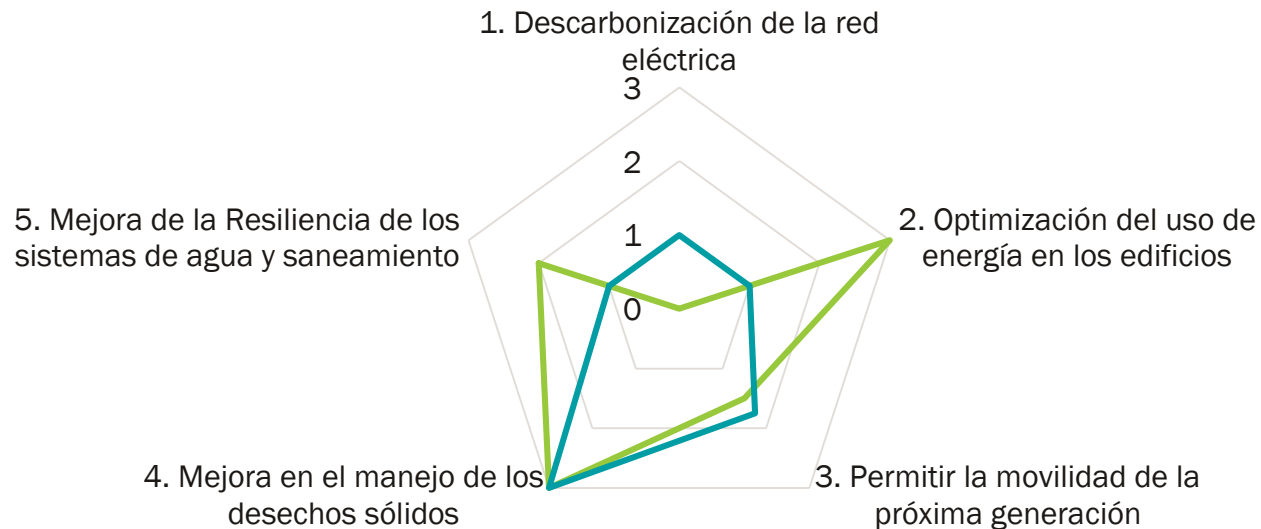 1. Descarbonización de la red
eléctrica
3
2
1
0
2. Optimización del uso de
energía en los edificios
3. Permitir la movilidad de la
próxima generación
4. Mejora en el manejo de los
desechos sólidos
5. Mejora de la Resiliencia de los
sistemas de agua y saneamiento